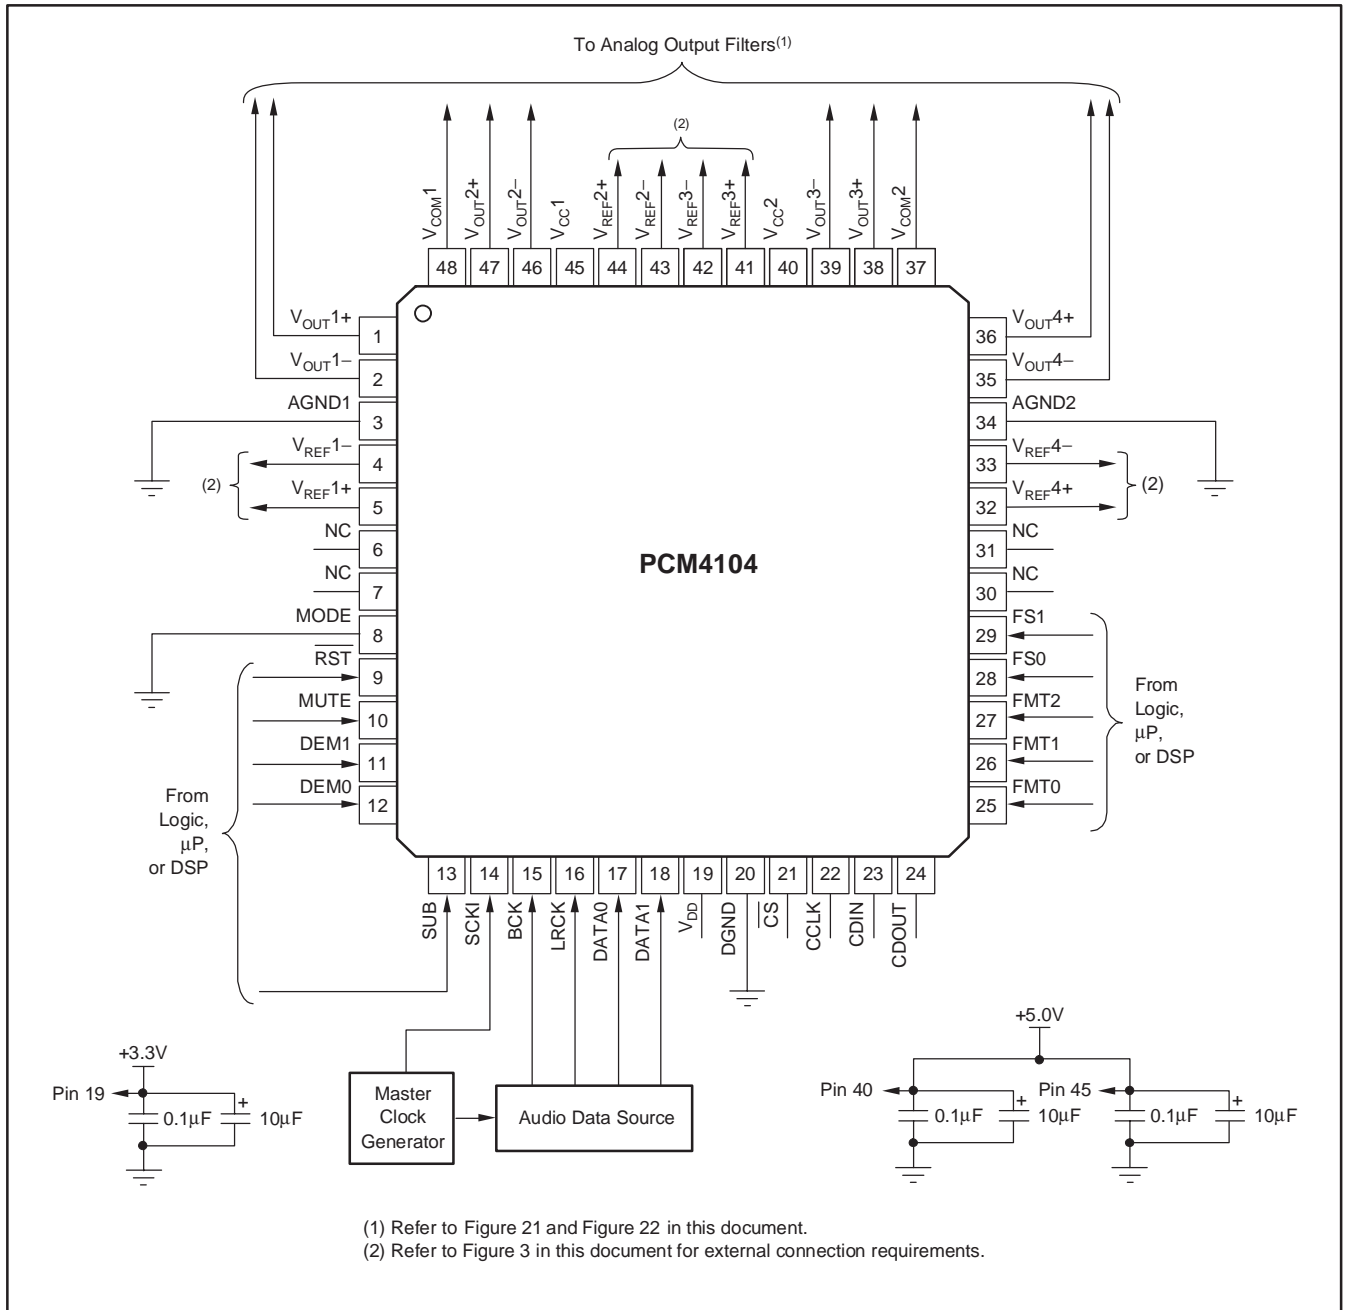 To Analog Output Filters(1)
(2)
VCOM1
VOUT2+
VOUT2−
VCC1
VREF2+
VREF2−
VREF3−
VREF3+
VCC2
VOUT3−
VOUT3+
VCOM2
48 47 46 45 44 43 42 41 40 39 38 37
VOUT1+ 1
VOUT1− 2
AGND1 3
VREF1− 4
(2)
VREF1+ 5
NC 6
NC 7
MODE 8
RST 9
MUTE 10
DEM1 11
DEM0 12
From
Logic,
μP,
or DSP
PCM4104
36 VOUT4+
35 VOUT4−
34 AGND2
33 VREF4−
(2)
32 VREF4+
31 NC
30 NC
29 FS1
28 FS0
27 FMT2
26 FMT1
25 FMT0
From
Logic,
μP,
or DSP
13 14 15 16 17 18 19 20 21 22 23 24
SUB
SCKI
BCK
LRCK
DATA0
DATA1
VDD
DGND
CS
CCLK
CDIN
CDOUT
+3.3V
Pin 19
+
0.1μF
10μF
Master
Clock
Generator
Audio Data Source
+5.0V
Pin 40
+
0.1μF
10μF
Pin 45
+
0.1μF
10μF
(1) Refer to Figure 21 and Figure 22 in this document.
(2) Refer to Figure 3 in this document for external connection requirements.